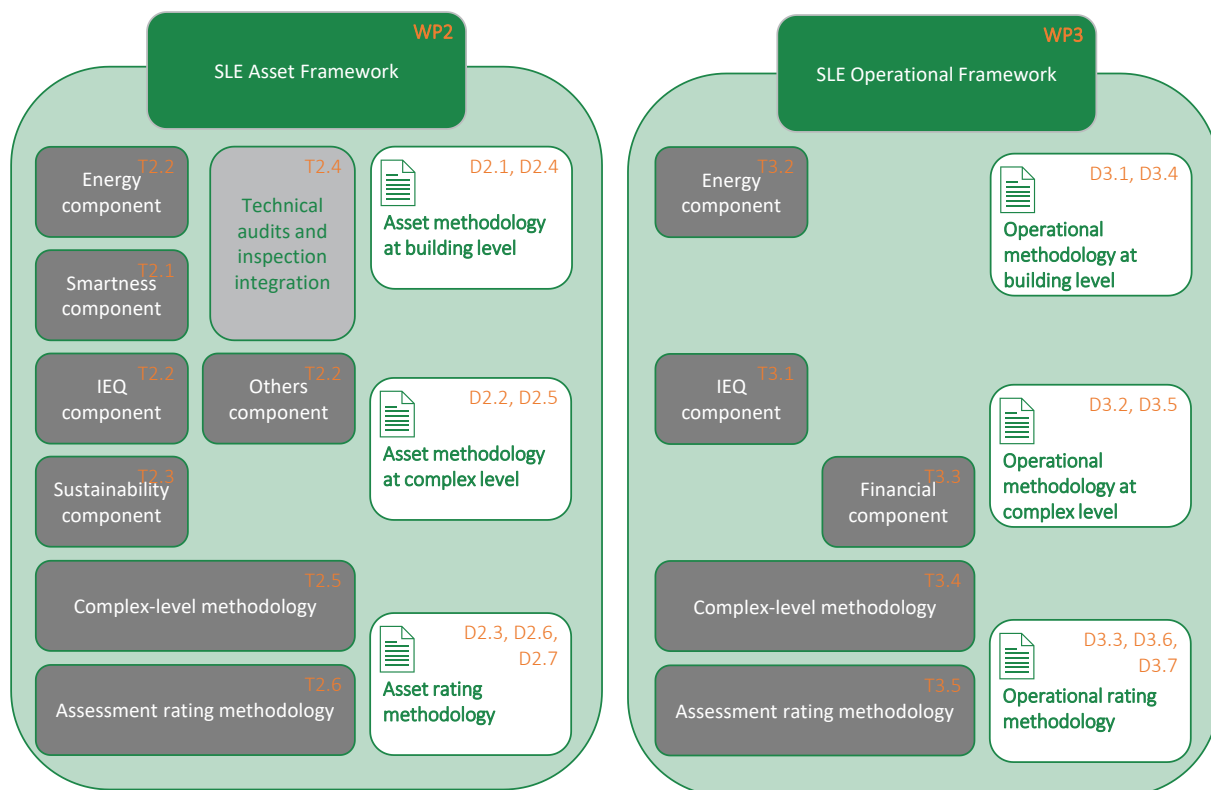 WP2
SLE Asset Framework
T2.2
Energy
component
T2.4
Technical
audits and
inspection
integration
D2.1, D2.4
Asset methodology
at building level
T2.1
Smartness
component
T2.2
IEQ
component
T2.2
Others
component
D2.2, D2.5
Asset methodology
at complex level
T2.3
Sustainability
component
T2.5
Complex-level methodology
D2.3, D2.6,
D2.7
Asset rating
methodology
T2.6
Assessment rating methodology
WP3
SLE Operational Framework
T3.2
Energy
component
D3.1, D3.4
Operational
methodology at
building level
T3.1
IEQ
component
D3.2, D3.5
Operational
methodology at
complex level
T3.3
Financial
component
T3.4
Complex-level methodology
D3.3, D3.6,
D3.7
Operational rating
methodology
T3.5
Assessment rating methodology